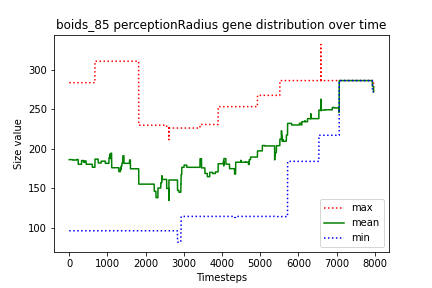 boids_85 perceptionRadius gene distribution over time
300
250
200
150
100
Size value
0 1000 2000 3000 4000 5000 6000 7000 8000
Timesteps
max
mean
min